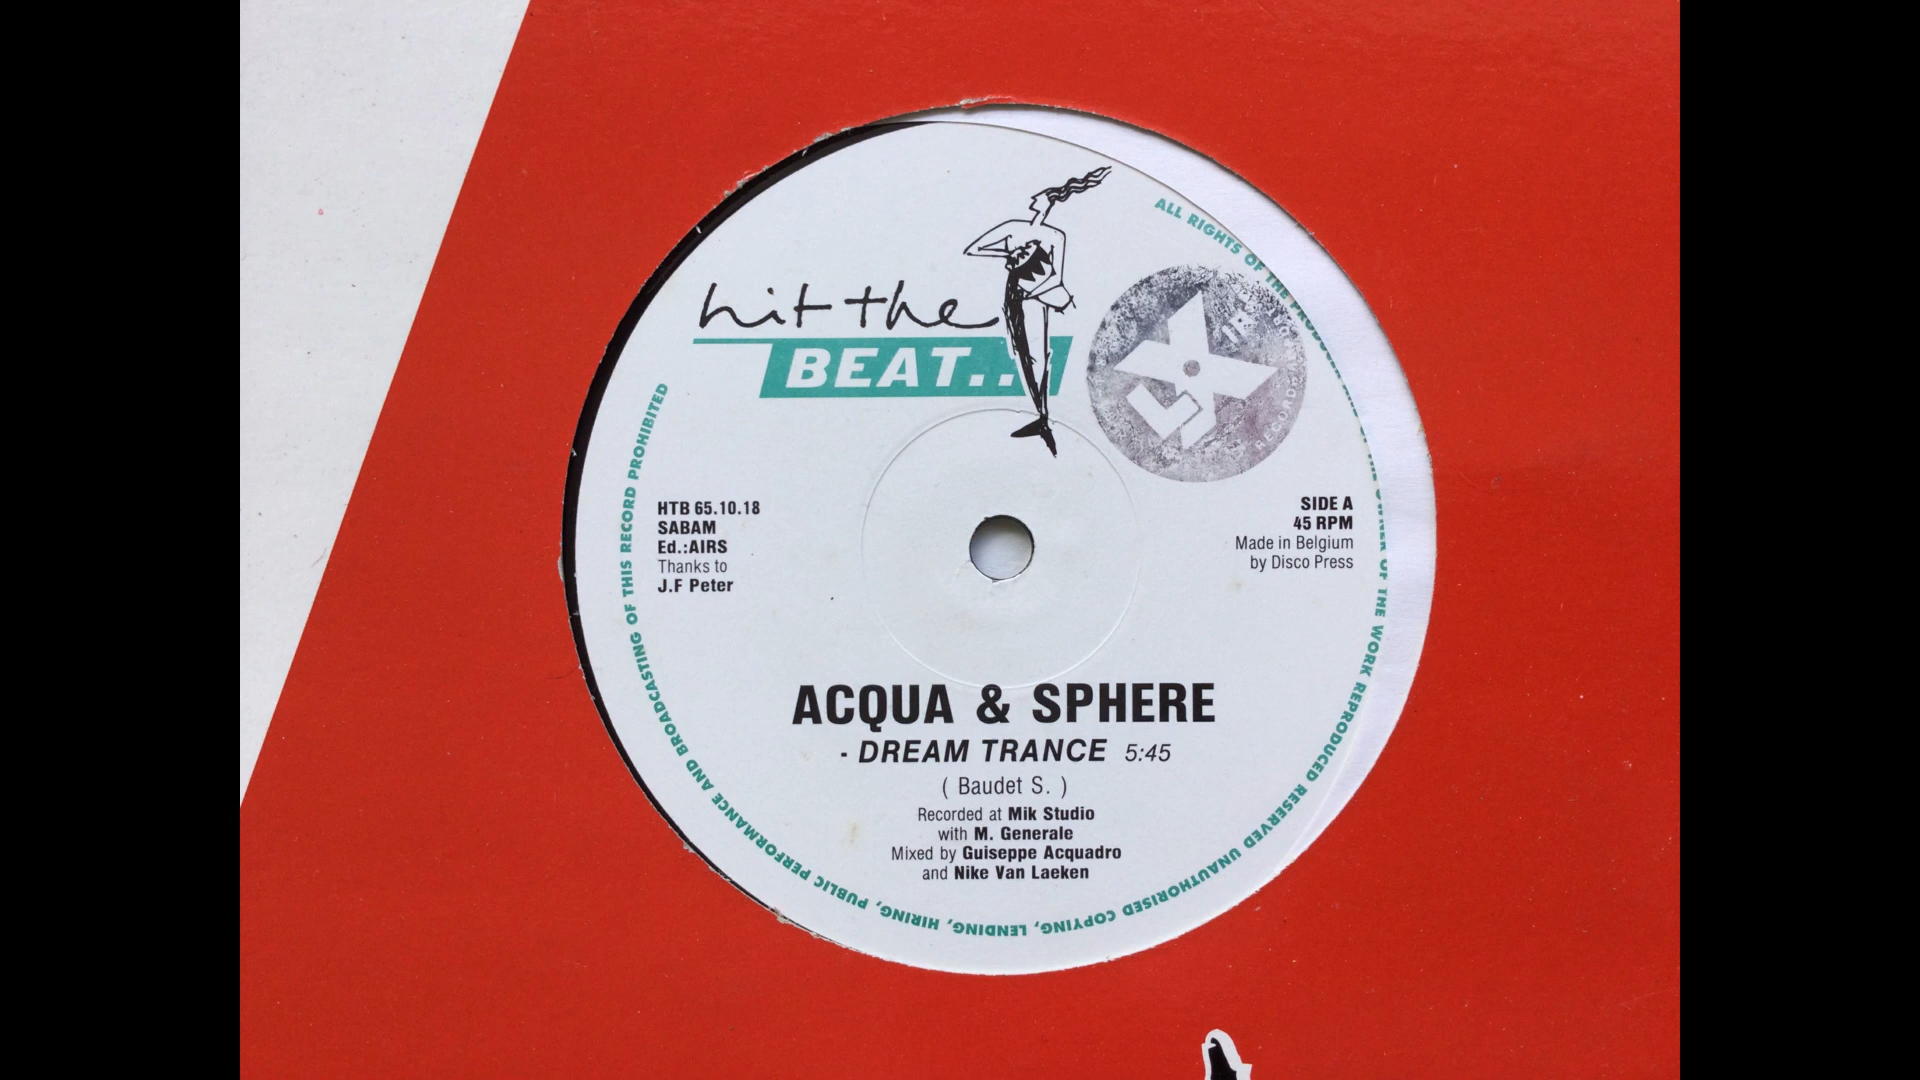 hit the
BEAT...
HTB 65.10.18
SABAM
Ed.:AIRS
Thanks to
J.F Peter
SIDE A
45 RPM
Made in Belgium
by Disco Press
ACQUA & SPHERE
- DREAM TRANCE 5:45
( Baudet S. )
Recorded at Mik Studio
with M. Generale
Mixed by Guiseppe Acquadro
and Nike Van Laeken
ALL RIGHTS OF THE PRODUCER AND OF THE OWNER OF THE WORK REPRODUCED RESERVED UNAUTHORISED COPYING, LENDING, HIRING, PUBLIC PERFORMANCE AND BROADCASTING OF THIS RECORD PROHIBITED
RECORDS